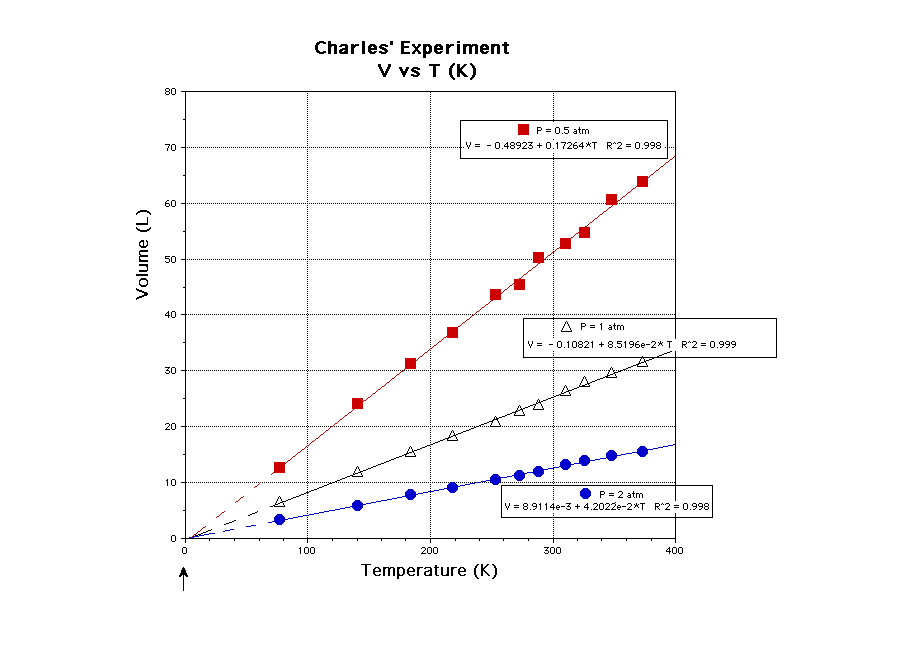 Charles' Experiment
V vs T (K)
80
70
60
50
40
30
20
10
0
Volume (L)
P = 0.5 atm
V = - 0.48923 + 0.17264*T R^2 = 0.998
P = 1 atm
V = - 0.10821 + 8.5196e-2* T R^2 = 0.999
P = 2 atm
V = 8.9114e-3 + 4.2022e-2*T R^2 = 0.998
0 100 200 300 400
Temperature (K)